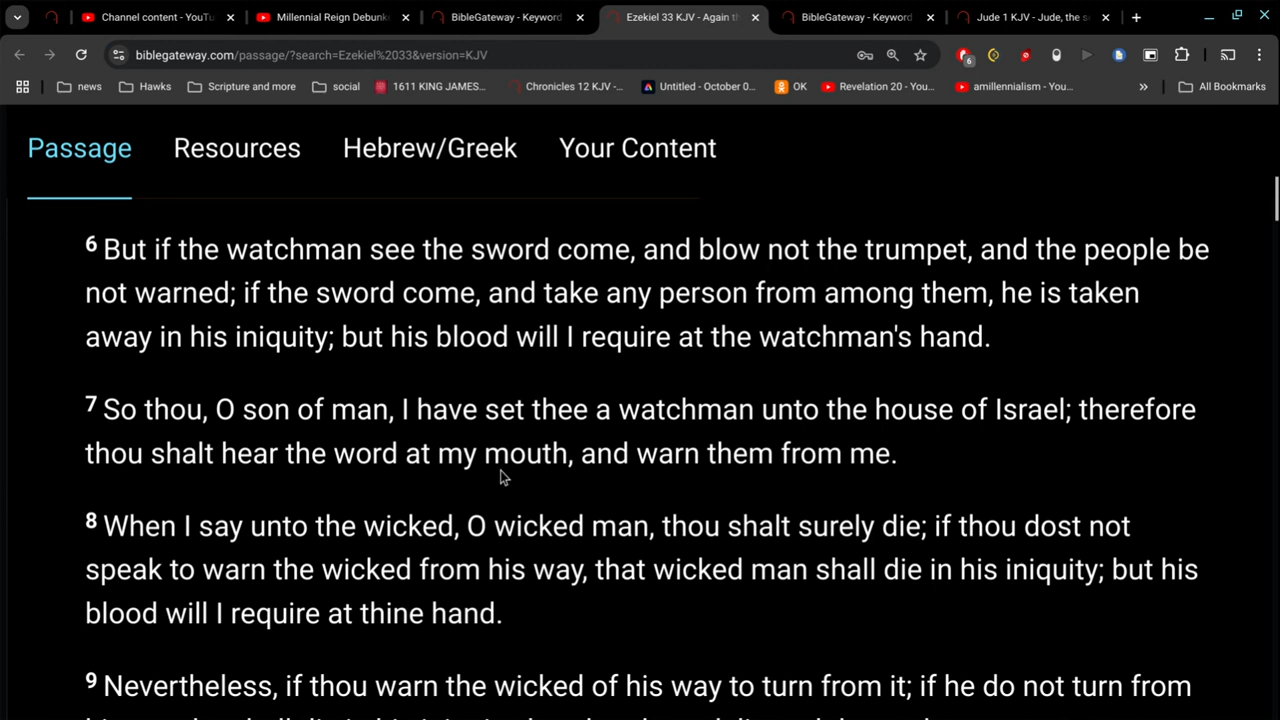 Channel content - YouTu
Millennial Reign Debunk
BibleGateway - Keyword
Ezekiel 33 KJV - Again th
BibleGateway - Keyword
Jude 1 KJV - Jude, the s
biblegateway.com/passage/?search=Ezekiel%2033&version=KJV
6
news
Hawks
Scripture and more
social
1611 KING JAMES...
Chronicles 12 KJV -...
Untitled - October 0...
OK
Revelation 20 - You...
amillennialism - You...
»
All Bookmarks
Passage
Resources
Hebrew/Greek
Your Content
6 But if the watchman see the sword come, and blow not the trumpet, and the people be
not warned; if the sword come, and take any person from among them, he is taken
away in his iniquity; but his blood will I require at the watchman's hand.
7 So thou, O son of man, I have set thee a watchman unto the house of Israel; therefore
thou shalt hear the word at my mouth, and warn them from me.
8 When I say unto the wicked, O wicked man, thou shalt surely die; if thou dost not
speak to warn the wicked from his way, that wicked man shall die in his iniquity; but his
blood will I require at thine hand.
9 Nevertheless, if thou warn the wicked of his way to turn from it; if he do not turn from